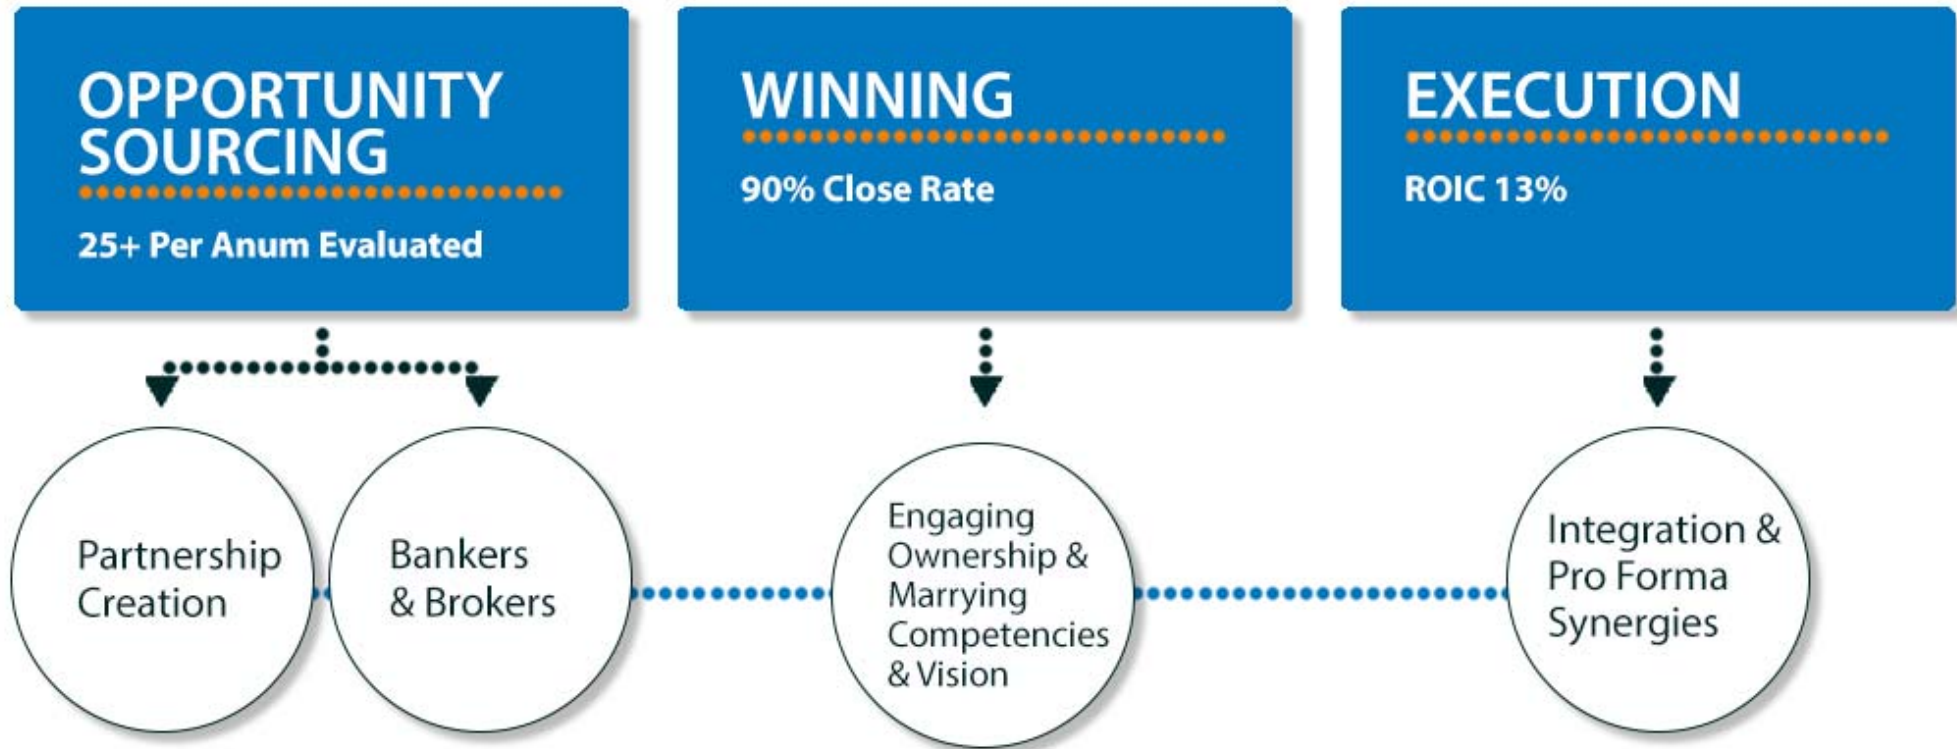 OPPORTUNITY
SOURCING
25+ Per Anum Evaluated
WINNING
90% Close Rate
EXECUTION
ROIC 13%
Partnership
Creation
Bankers
& Brokers
Engaging
Ownership &
Marrying
Competencies
& Vision
Integration &
Pro Forma
Synergies